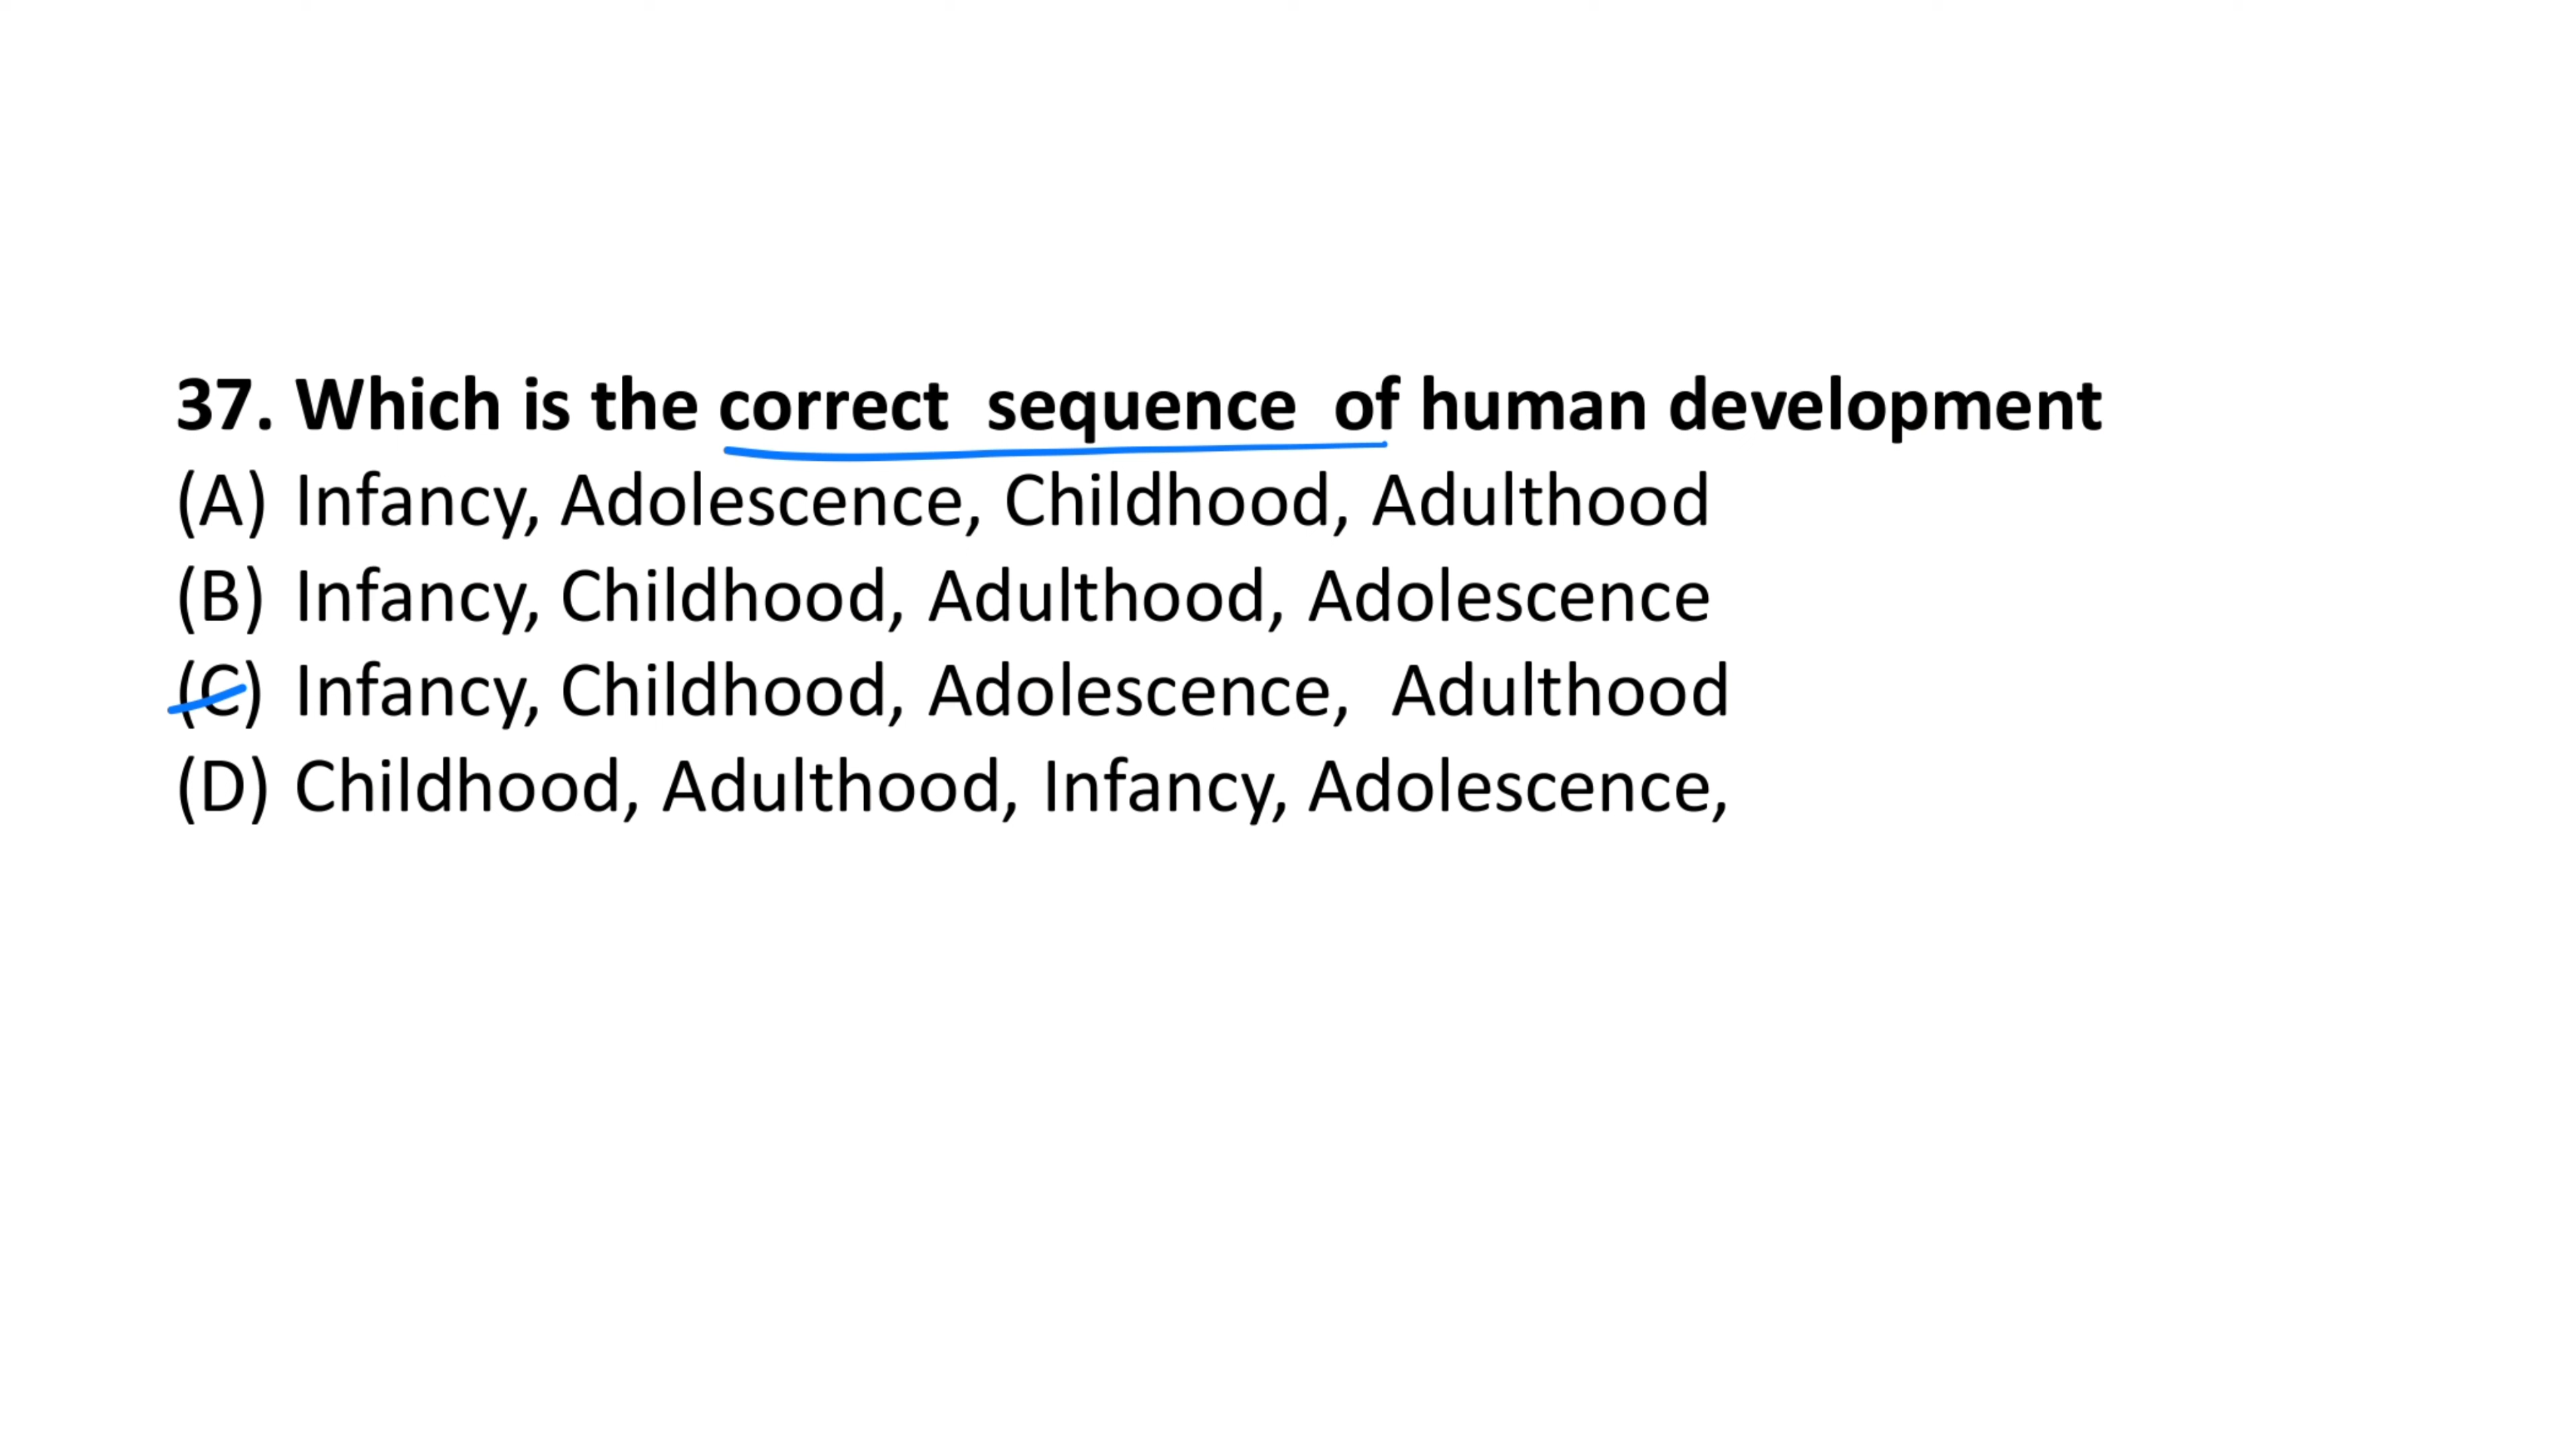 37. Which is the correct sequence of human development
(A) Infancy, Adolescence, Childhood, Adulthood
(B) Infancy, Childhood, Adulthood, Adolescence
(C) Infancy, Childhood, Adolescence, Adulthood
(D) Childhood, Adulthood, Infancy, Adolescence,